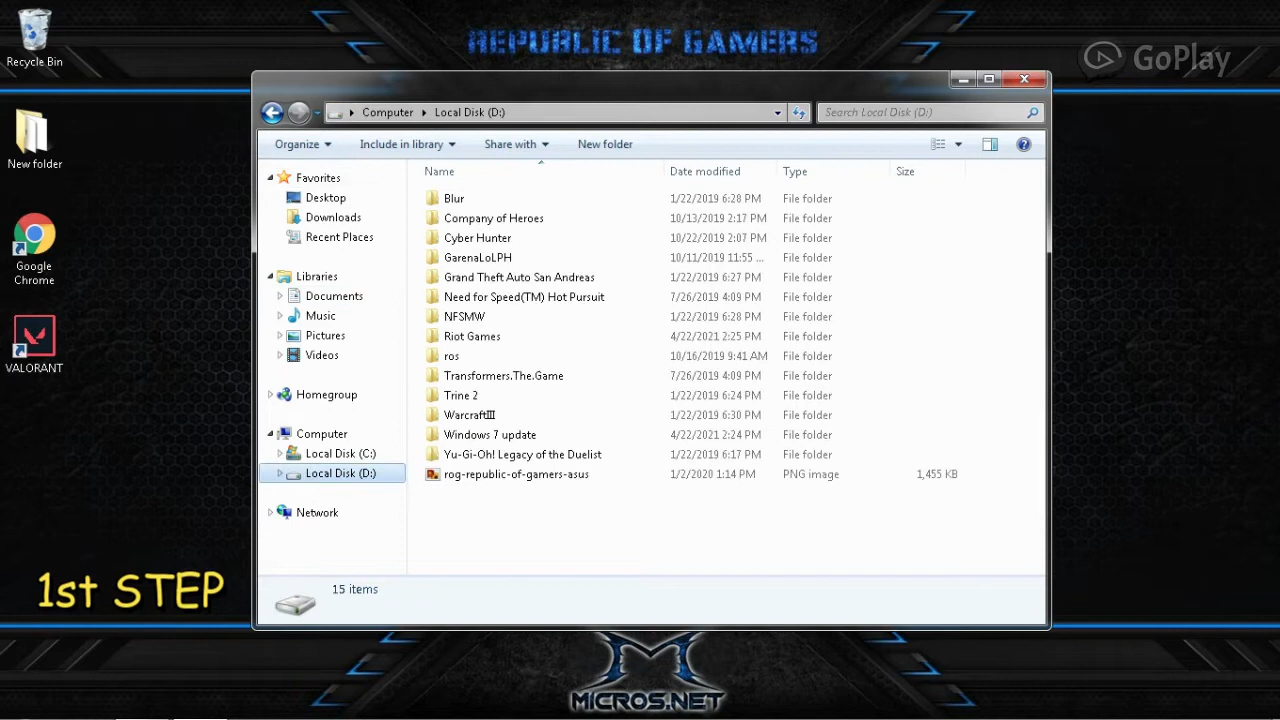 REPUBLIC OF GAMERS
GoPlay
Recycle Bin
New folder
Google
Chrome
VALORANT
Computer Local Disk (D:)
Search Local Disk (D:)
Organize Include in library Share with New folder
Favorites
Desktop
Downloads
Recent Places
Libraries
Documents
Music
Pictures
Videos
Homegroup
Computer
Local Disk (C:)
Local Disk (D:)
Network
Name Date modified Type Size
Blur 1/22/2019 6:28 PM File folder
Company of Heroes 10/13/2019 2:17 PM File folder
Cyber Hunter 10/22/2019 2:07 PM File folder
GarenaLoLPH 10/11/2019 11:55 ... File folder
Grand Theft Auto San Andreas 1/22/2019 6:27 PM File folder
Need for Speed(TM) Hot Pursuit 7/26/2019 4:09 PM File folder
NFSMW 1/22/2019 6:28 PM File folder
Riot Games 4/22/2021 2:25 PM File folder
ros 10/16/2019 9:41 AM File folder
Transformers.The.Game 7/26/2019 4:09 PM File folder
Trine 2 1/22/2019 6:24 PM File folder
WarcraftIII 1/22/2019 6:30 PM File folder
Windows 7 update 4/22/2021 2:24 PM File folder
Yu-Gi-Oh! Legacy of the Duelist 1/22/2019 6:17 PM File folder
rog-republic-of-gamers-asus 1/2/2020 1:14 PM PNG image 1,455 KB
15 items
1st STEP
MICROS.NET